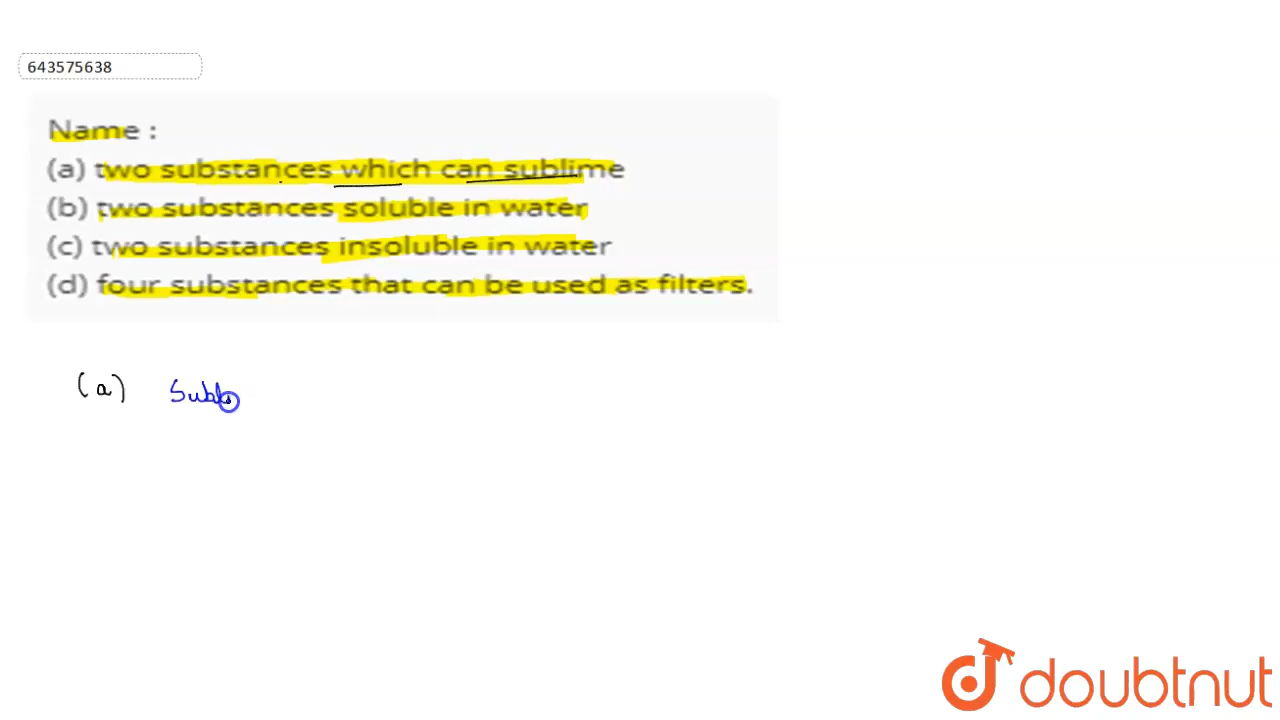 643575638
Name :
(a) two substances which can sublime
(b) two substances soluble in water
(c) two substances insoluble in water
(d) four substances that can be used as filters.
(a) Subl
doubtnut